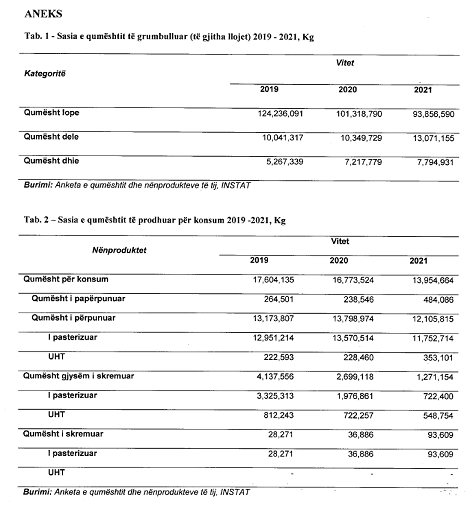 ANEKS
Tab. 1 - Sasia e qumështit të grumbulluar (të gjitha llojet) 2019 - 2021, Kg
Vitet
Kategoritë
2019 2020 2021
Qumësht lope 124,236,091 101,318,790 93,856,590
Qumësht dele 10,041,317 10,349,729 13,071,155
Qumësht dhie 5,267,339 7,217,779 7,794,931
Burimi: Anketa e qumështit dhe nënprodukteve të tij, INSTAT
Tab. 2 – Sasia e qumështit të prodhuar për konsum 2019 -2021, Kg
Vitet
Nënproduktet
2019 2020 2021
Qumësht për konsum 17,604,135 16,773,524 13,954,664
Qumësht i papërpunuar 264,501 238,546 484,086
Qumësht i përpunuar 13,173,807 13,798,974 12,105,815
I pasterizuar 12,951,214 13,570,514 11,752,714
UHT 222,593 228,460 353,101
Qumësht gjysëm i skremuar 4,137,556 2,699,118 1,271,154
I pasterizuar 3,325,313 1,976,861 722,400
UHT 812,243 722,257 548,754
Qumësht i skremuar 28,271 36,886 93,609
I pasterizuar 28,271 36,886 93,609
UHT - - -
Burimi: Anketa e qumështit dhe nënprodukteve të tij, INSTAT